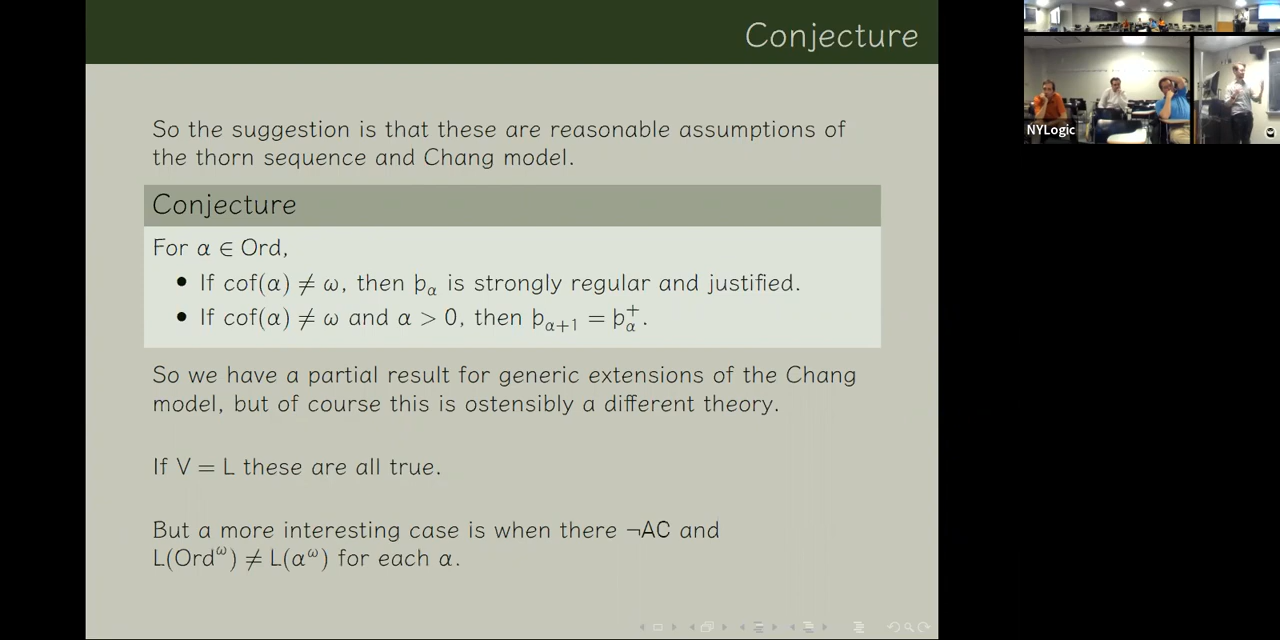 Conjecture
So the suggestion is that these are reasonable assumptions of
the thorn sequence and Chang model.
Conjecture
For α ∈ Ord,
• If cof(α) ≠ ω, then þ_α is strongly regular and justified.
• If cof(α) ≠ ω and α > 0, then þ_{α+1} = þ_α^+.
So we have a partial result for generic extensions of the Chang
model, but of course this is ostensibly a different theory.
If V = L these are all true.
But a more interesting case is when there ¬AC and
L(Ord^ω) ≠ L(α^ω) for each α.
NYLogic